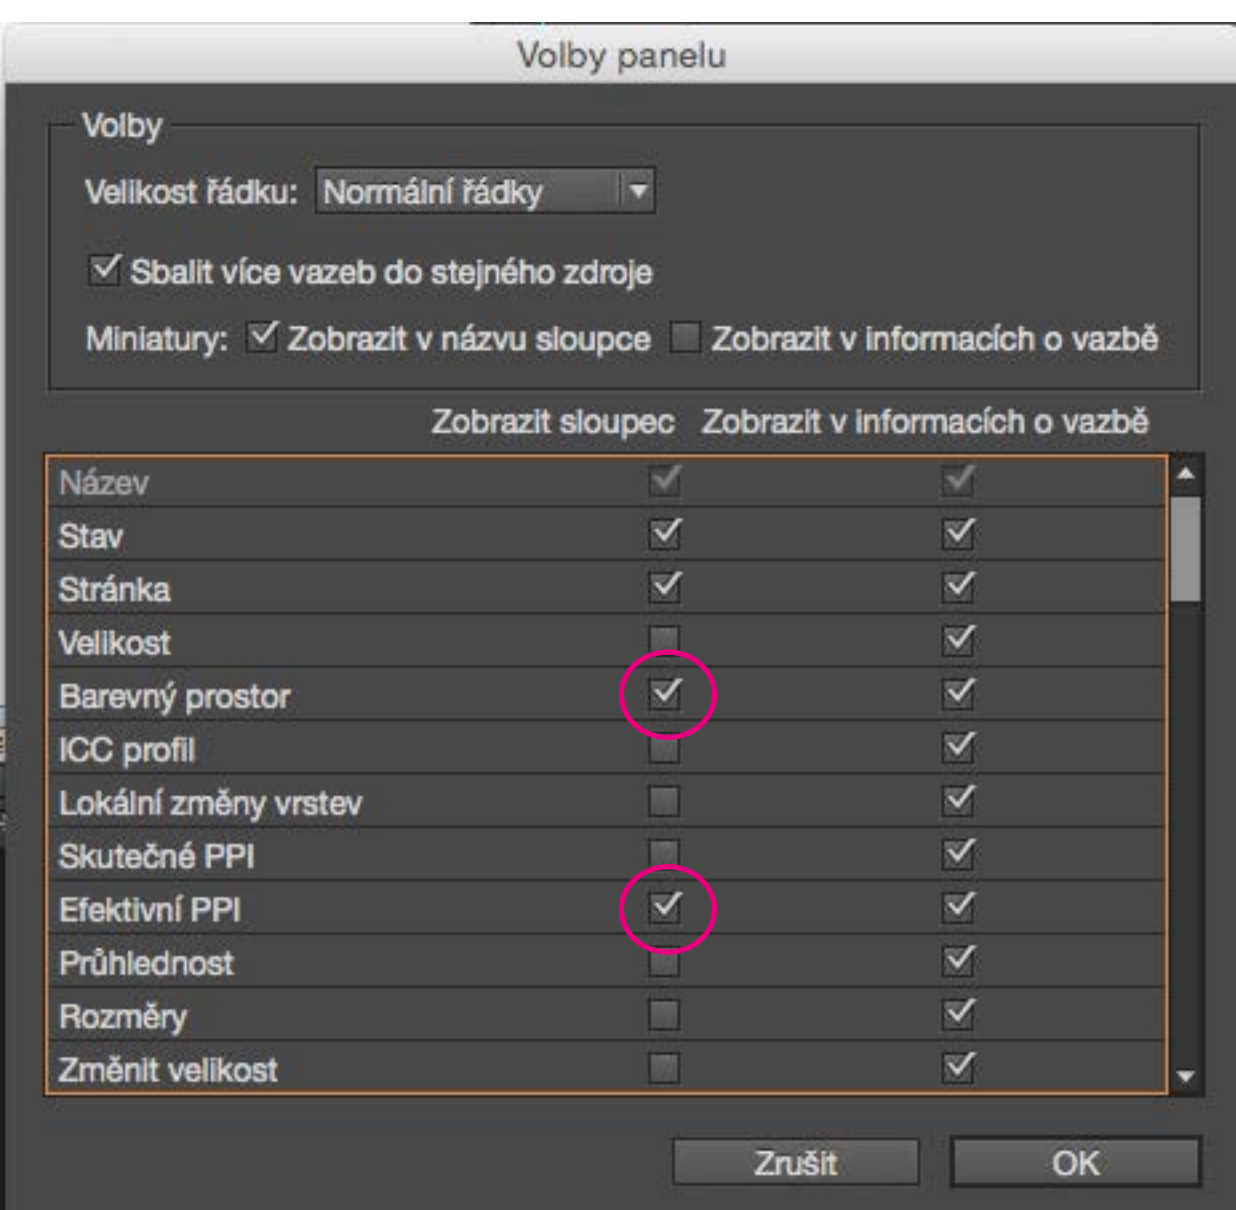 Volby panelu
Volby
Velikost řádku: Normální řádky
Sbalit více vazeb do stejného zdroje
Miniatury: Zobrazit v názvu sloupce Zobrazit v informacích o vazbě
Zobrazit sloupec Zobrazit v informacích o vazbě
Název
Stav
Stránka
Velikost
Barevný prostor
ICC profil
Lokální změny vrstev
Skutečné PPI
Efektivní PPI
Průhlednost
Rozměry
Změnit velikost
Zrušit OK